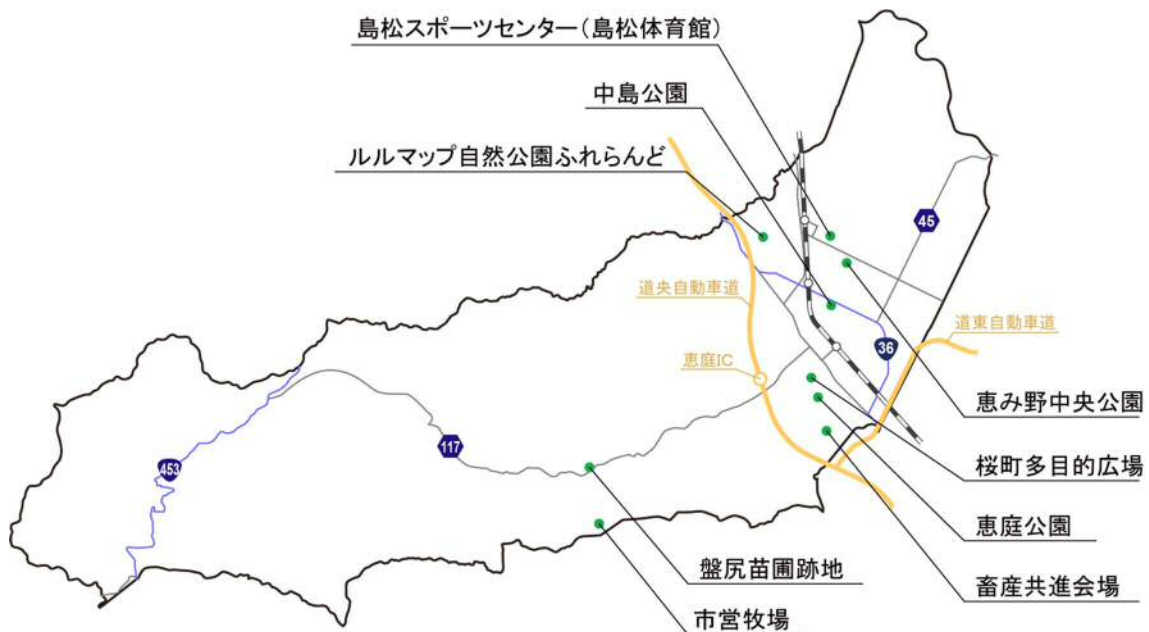 島松スポーツセンター(島松体育館)
中島公園
ルルマップ自然公園ふれらんど
45
道央自動車道
道東自動車道
36
恵庭IC
恵み野中央公園
117
453
桜町多目的広場
恵庭公園
盤尻苗圃跡地
畜産共進会場
市営牧場